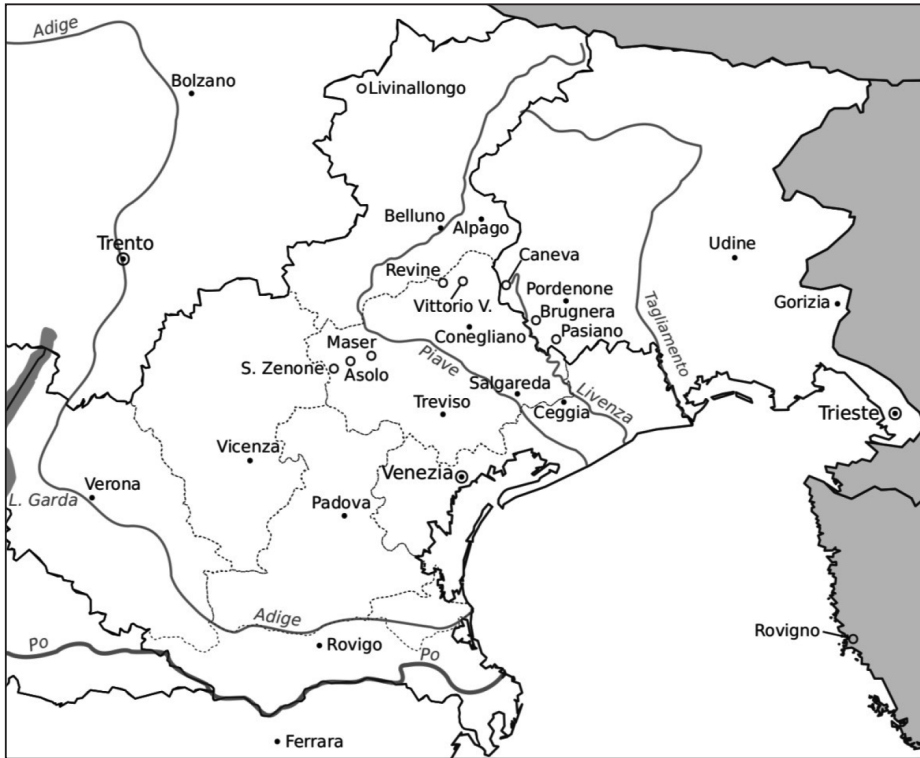 Adige
Bolzano
Livinallongo
Belluno
Alpago
Trento
Udine
Caneva
Revine
Pordenone
Vittorio V.
Gorizia
Brugnera
Tagliamento
Maser
Conegliano
Pasiano
S. Zenone
Asolo
Piave
Salgareda
Livenza
Treviso
Ceggia
Trieste
Vicenza
Venezia
Verona
L. Garda
Padova
Adige
Rovigno
Po
Rovigo
Po
Ferrara